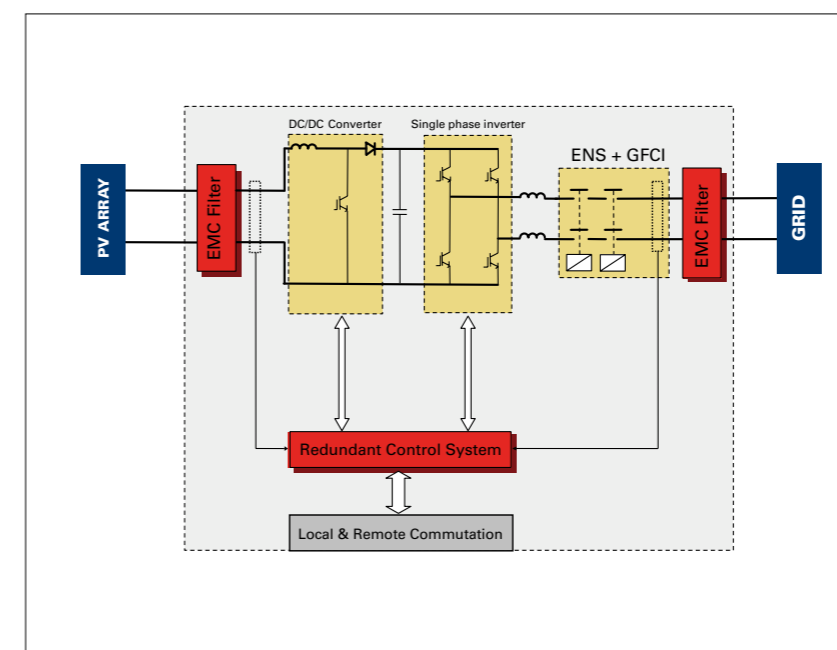 DC/DC Converter
Single phase inverter
ENS + GFCI
PV ARRAY
EMC Filter
EMC Filter
GRID
Redundant Control System
Local & Remote Commutation